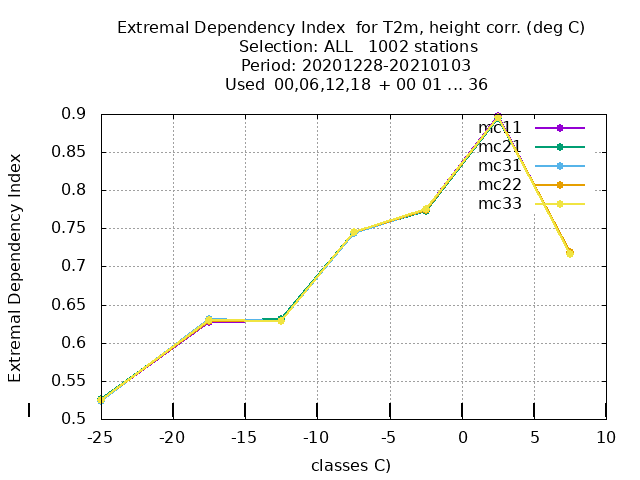 Extremal Dependency Index for T2m, height corr. (deg C)
Selection: ALL 1002 stations
Period: 20201228-20210103
Used 00,06,12,18 + 00 01 ... 36
Extremal Dependency Index
0.9
0.85
0.8
0.75
0.7
0.65
0.6
0.55
0.5
mc11
mc21
mc31
mc22
mc33
-25 -20 -15 -10 -5 0 5 10
classes C)